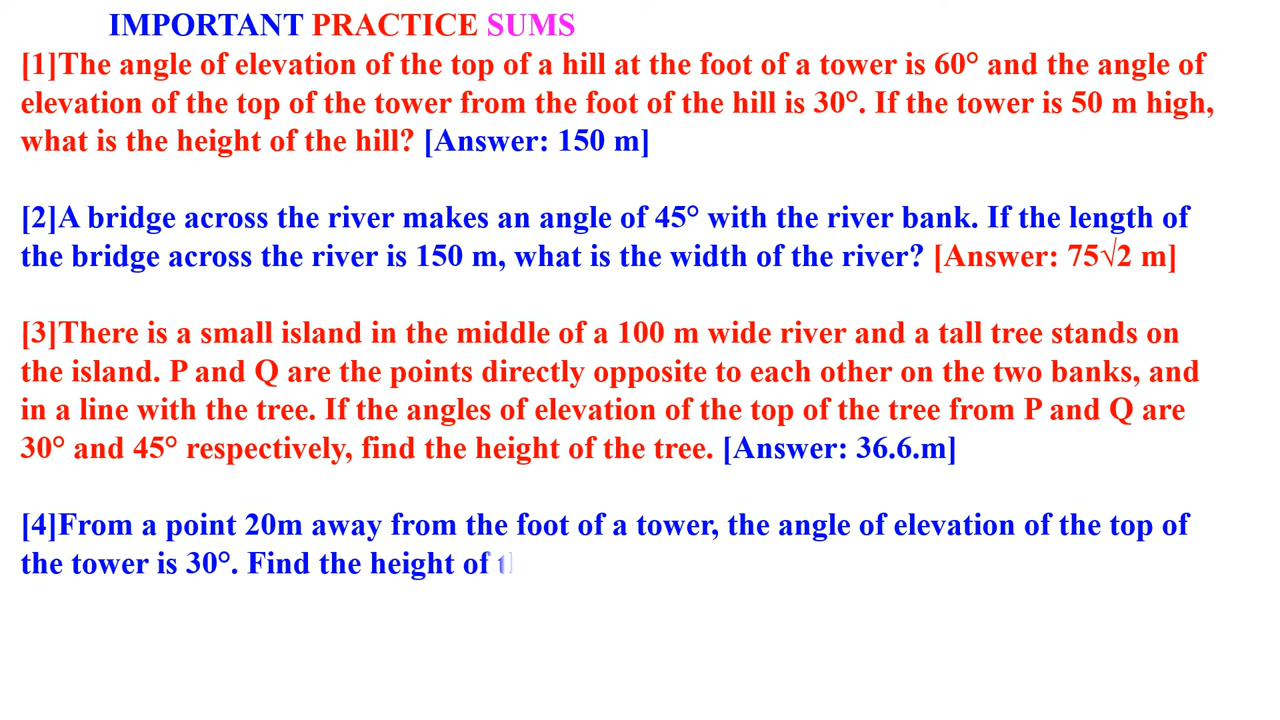 IMPORTANT PRACTICE SUMS
[1]The angle of elevation of the top of a hill at the foot of a tower is 60° and the angle of
elevation of the top of the tower from the foot of the hill is 30°. If the tower is 50 m high,
what is the height of the hill? [Answer: 150 m]
[2]A bridge across the river makes an angle of 45° with the river bank. If the length of
the bridge across the river is 150 m, what is the width of the river? [Answer: 75√2 m]
[3]There is a small island in the middle of a 100 m wide river and a tall tree stands on
the island. P and Q are the points directly opposite to each other on the two banks, and
in a line with the tree. If the angles of elevation of the top of the tree from P and Q are
30° and 45° respectively, find the height of the tree. [Answer: 36.6.m]
[4]From a point 20m away from the foot of a tower, the angle of elevation of the top of
the tower is 30°. Find the height of